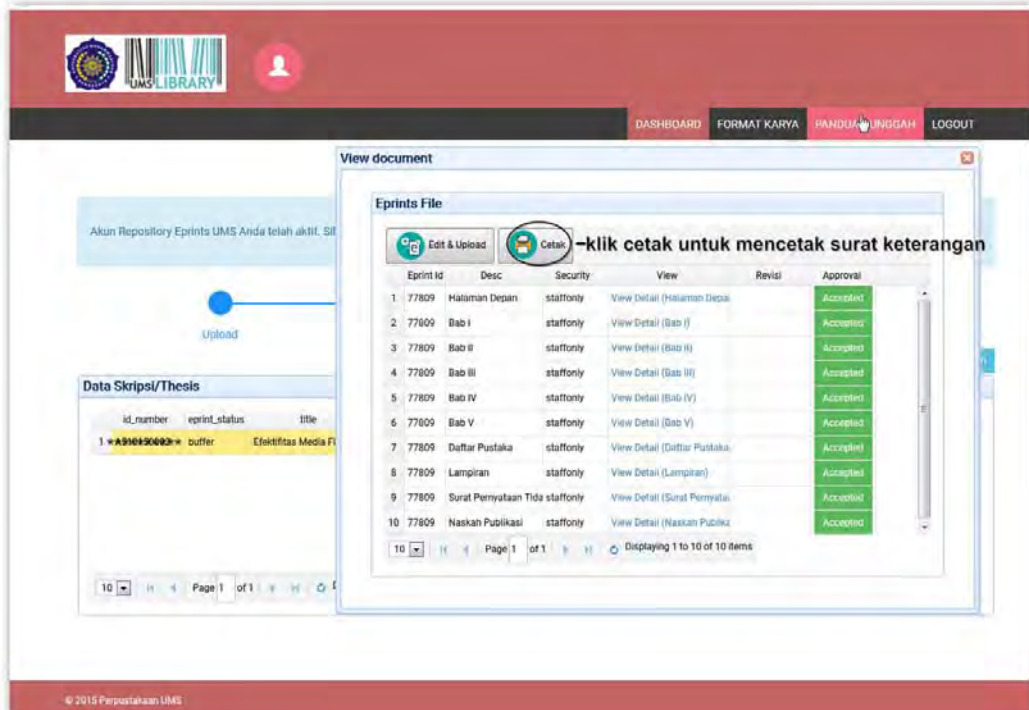 UMS LIBRARY
DASHBOARD FORMAT KARYA PANDUA UNGGAH LOGOUT
View document
Eprints File
Akun Repository Eprints UMS Anda telah aktif. Sil
Edit & Upload Cetak klik cetak untuk mencetak surat keterangan
Eprint Id Desc Security View Revisi Approval
1 77809 Halaman Depan staffonly View Detail (Halaman Depan Accepted
2 77809 Bab I staffonly View Detail (Bab I) Accepted
3 77809 Bab II staffonly View Detail (Bab II) Accepted
4 77809 Bab III staffonly View Detail (Bab III) Accepted
5 77809 Bab IV staffonly View Detail (Bab IV) Accepted
6 77809 Bab V staffonly View Detail (Bab V) Accepted
7 77809 Daftar Pustaka staffonly View Detail (Daftar Pustaka Accepted
8 77809 Lampiran staffonly View Detail (Lampiran) Accepted
9 77809 Surat Pernyataan Tida staffonly View Detail (Surat Pernyataa Accepted
10 77809 Naskah Publikasi staffonly View Detail (Naskah Publika Accepted
10 Page 1 of 1 Displaying 1 to 10 of 10 items
Upload
Data Skripsi/Thesis
id_number eprint_status title
1 buffer Efektifitas Media Fl
10 Page 1 of 1
© 2015 Perpustakaan UMS